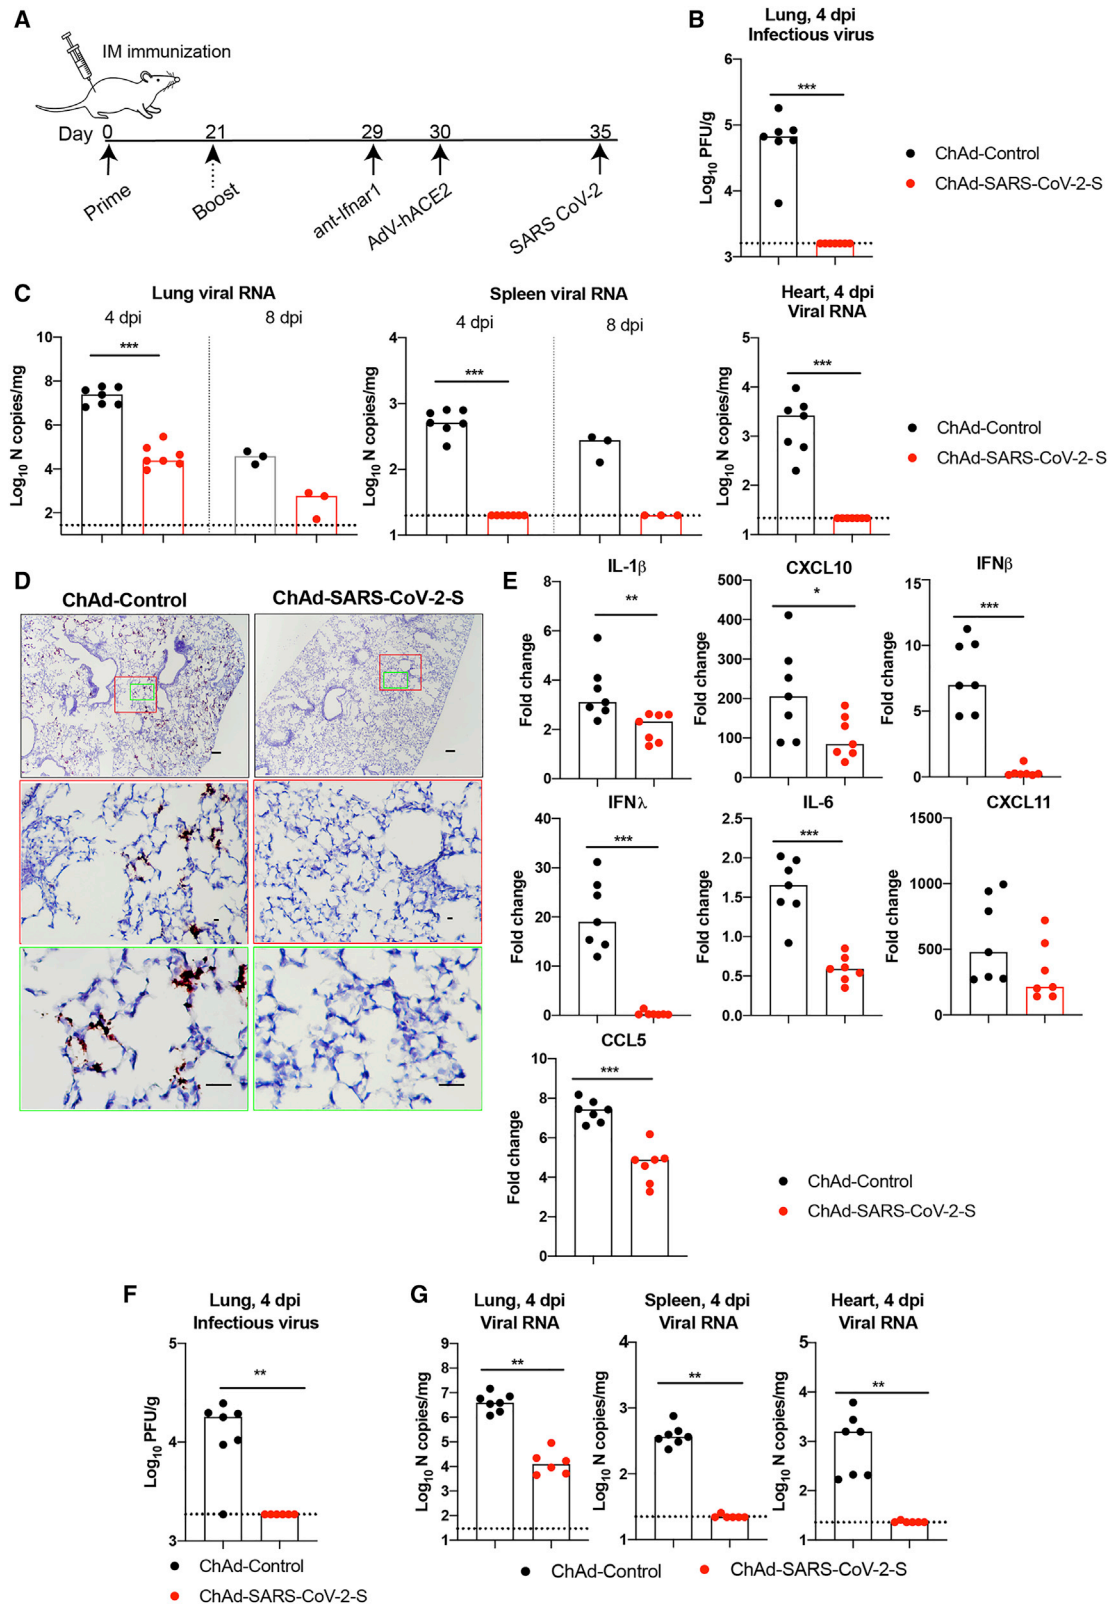 A
IM immunization
Day 0 21 29 30 35
Prime
Boost
ant-Ifnar1
AdV-hACE2
SARS CoV-2
B
Lung, 4 dpi
Infectious virus
Log10 PFU/g
6
5
4
3
***
ChAd-Control
ChAd-SARS-CoV-2-S
C
Lung viral RNA
4 dpi 8 dpi
Log10 N copies/mg
10
8
6
4
2
***
Spleen viral RNA
4 dpi 8 dpi
Log10 N copies/mg
4
3
2
1
***
Heart, 4 dpi
Viral RNA
Log10 N copies/mg
5
4
3
2
1
***
ChAd-Control
ChAd-SARS-CoV-2-S
D
ChAd-Control ChAd-SARS-CoV-2-S
E
IL-1β
Fold change
8
6
4
2
0
**
CXCL10
Fold change
500
400
300
200
100
0
*
IFNβ
Fold change
15
10
5
0
***
IFNλ
Fold change
40
30
20
10
0
***
IL-6
Fold change
2.5
2.0
1.5
1.0
0.5
0.0
***
CXCL11
Fold change
1500
1000
500
0
CCL5
Fold change
10
8
6
4
2
0
***
ChAd-Control
ChAd-SARS-CoV-2-S
F
Lung, 4 dpi
Infectious virus
Log10 PFU/g
5
4
3
**
ChAd-Control
ChAd-SARS-CoV-2-S
G
Lung, 4 dpi
Viral RNA
Log10 N copies/mg
9
8
7
6
5
4
3
2
1
**
Spleen, 4 dpi
Viral RNA
Log10 N copies/mg
4
3
2
1
**
Heart, 4 dpi
Viral RNA
Log10 N copies/mg
5
4
3
2
1
**
ChAd-Control ChAd-SARS-CoV-2-S